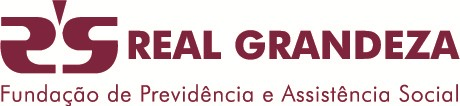 REAL GRANDEZA
Fundação de Previdência e Assistência Social